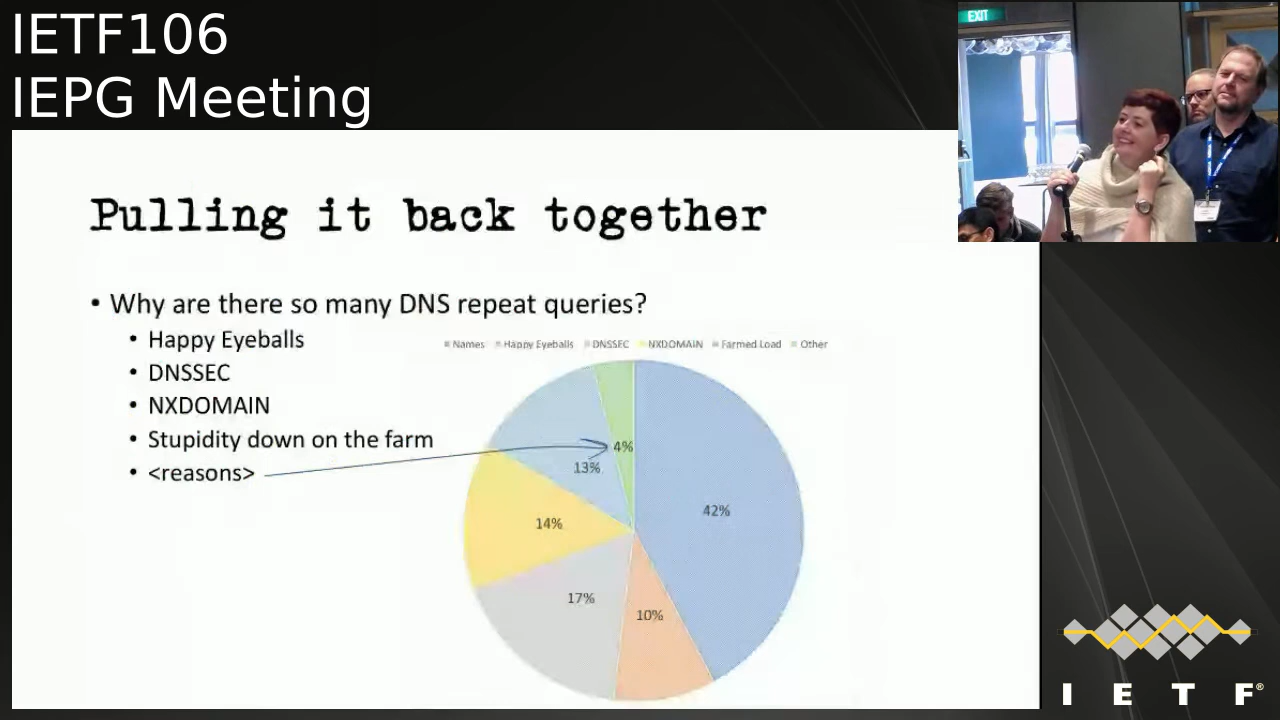 IETF106
IEPG Meeting
EXIT
Pulling it back together
• Why are there so many DNS repeat queries?
• Happy Eyeballs
• DNSSEC
• NXDOMAIN
• Stupidity down on the farm
• <reasons>
Names Happy Eyeballs DNSSEC NXDOMAIN Farmed Load Other
4%
13%
42%
14%
17%
10%
I E T F®